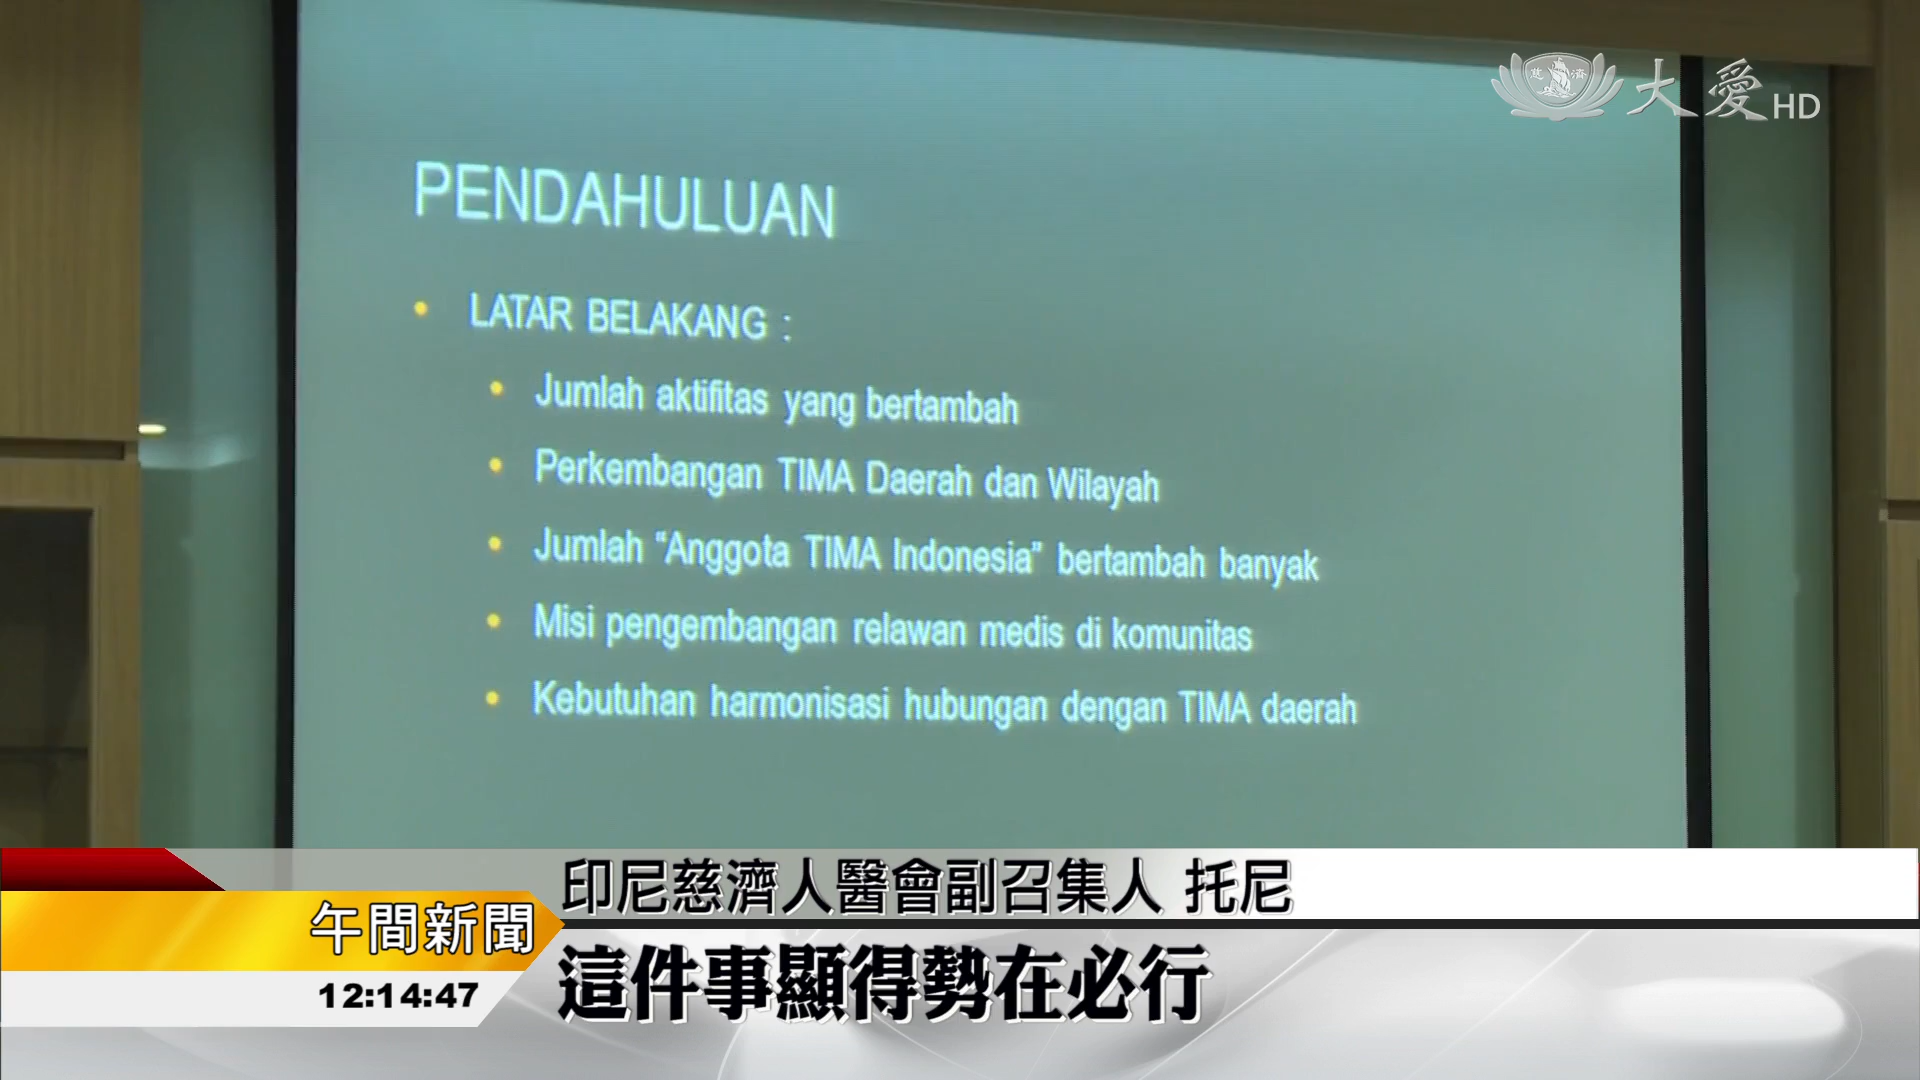 慈濟
大愛HD
PENDAHULUAN
• LATAR BELAKANG :
• Jumlah aktifitas yang bertambah
• Perkembangan TIMA Daerah dan Wilayah
• Jumlah “Anggota TIMA Indonesia” bertambah banyak
• Misi pengembangan relawan medis di komunitas
• Kebutuhan harmonisasi hubungan dengan TIMA daerah
印尼慈濟人醫會副召集人 托尼
午間新聞
這件事顯得勢在必行
12:14:47